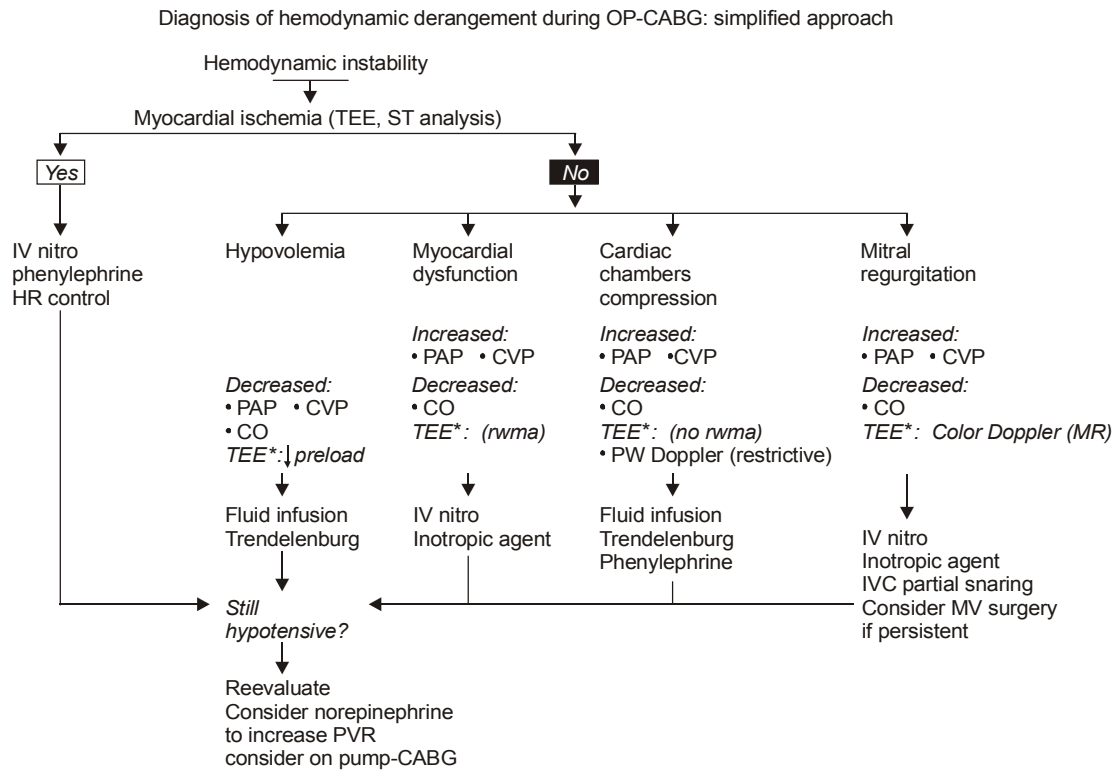 Diagnosis of hemodynamic derangement during OP-CABG: simplified approach
Hemodynamic instability
Myocardial ischemia (TEE, ST analysis)
Yes
No
IV nitro
phenylephrine
HR control
Hypovolemia
Decreased:
• PAP • CVP
• CO
TEE*:↓preload
Fluid infusion
Trendelenburg
Myocardial
dysfunction
Increased:
• PAP • CVP
Decreased:
• CO
TEE*: (rwma)
IV nitro
Inotropic agent
Cardiac
chambers
compression
Increased:
• PAP •CVP
Decreased:
• CO
TEE*: (no rwma)
• PW Doppler (restrictive)
Fluid infusion
Trendelenburg
Phenylephrine
Mitral
regurgitation
Increased:
• PAP • CVP
Decreased:
• CO
TEE*: Color Doppler (MR)
IV nitro
Inotropic agent
IVC partial snaring
Consider MV surgery
if persistent
Still
hypotensive?
Reevaluate
Consider norepinephrine
to increase PVR
consider on pump-CABG